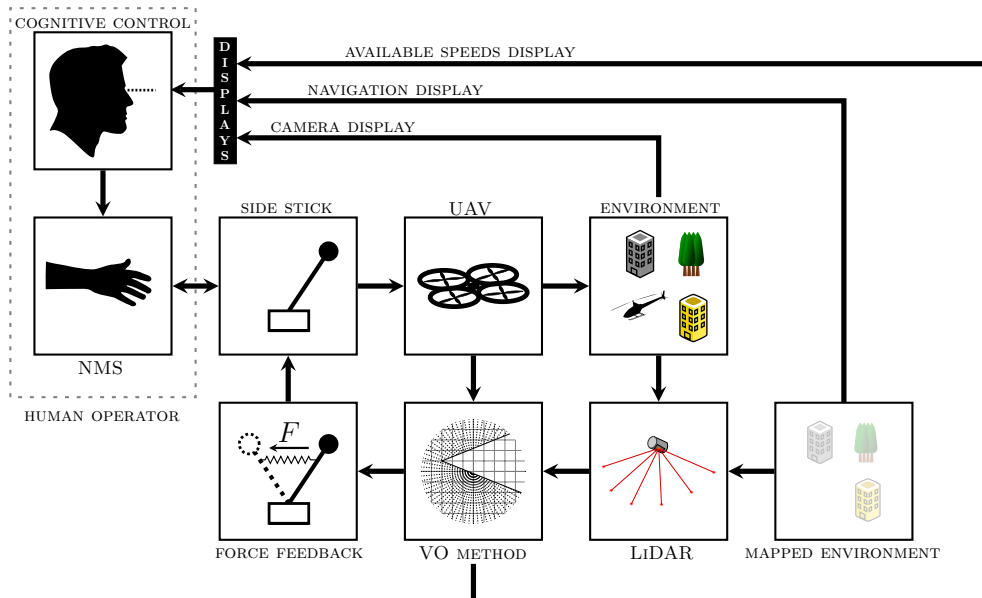 COGNITIVE CONTROL
DISPLAYS
AVAILABLE SPEEDS DISPLAY
NAVIGATION DISPLAY
CAMERA DISPLAY
SIDE STICK
UAV
ENVIRONMENT
NMS
HUMAN OPERATOR
F
FORCE FEEDBACK
VO METHOD
LiDAR
MAPPED ENVIRONMENT